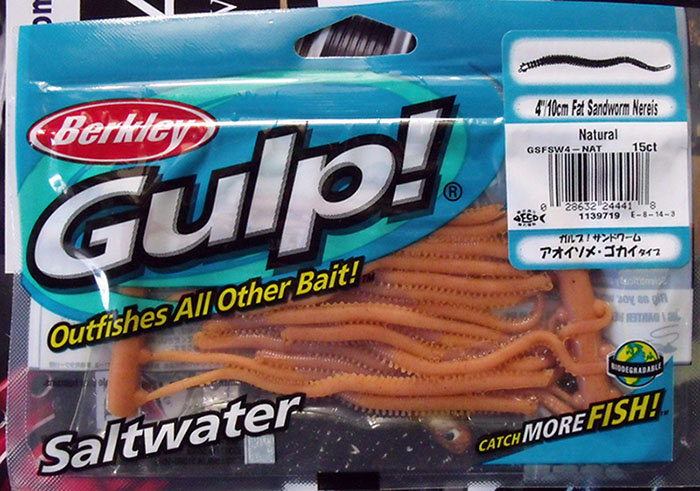 Berkley
Gulp!®
Outfishes All Other Bait!™
Saltwater
4"/10cm Fat Sandworm Nereis
Natural
GSFSW4-NAT 15ct
0 28632 24441 8
1139719 E-8-14-3
ガルプ!サンドワーム
アオイソメ・ゴカイタイプ
BIODEGRADABLE
CATCH MORE FISH!™